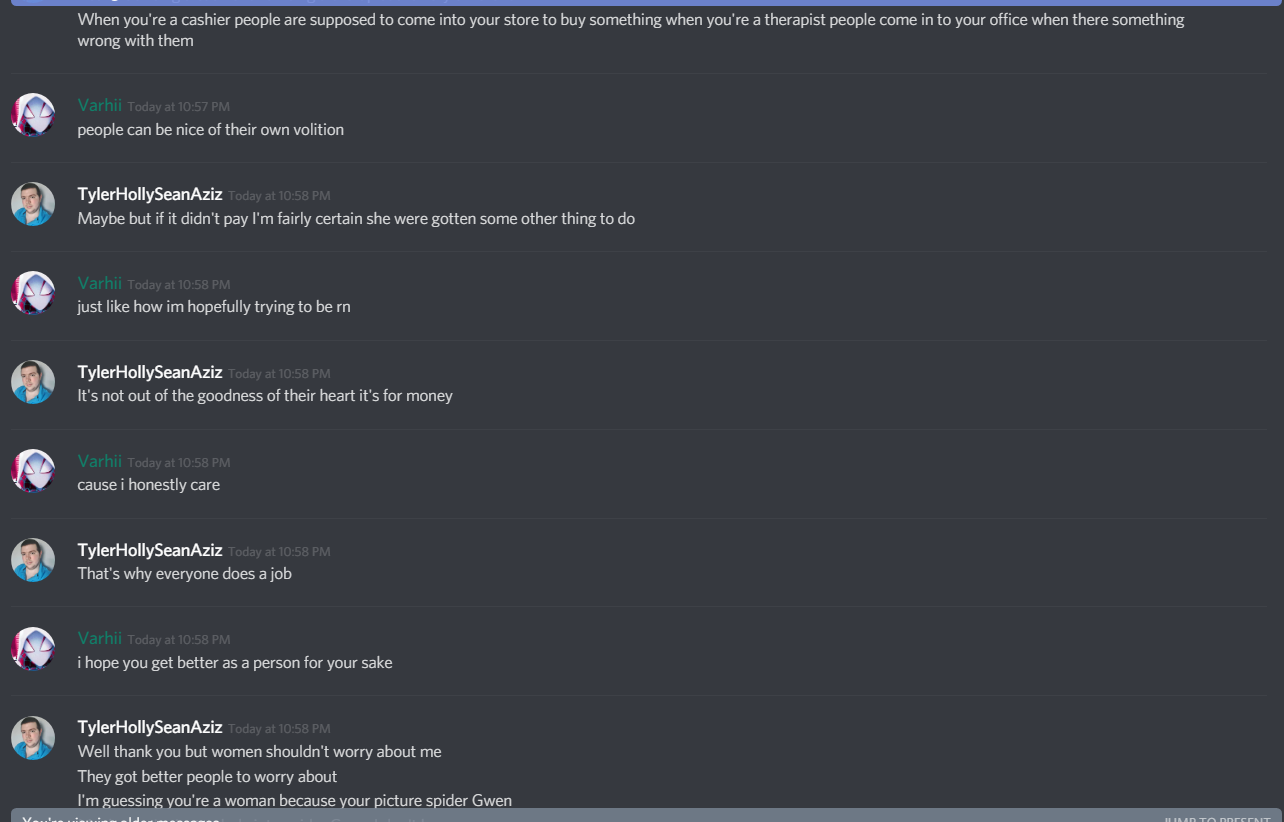 When you're a cashier people are supposed to come into your store to buy something when you're a therapist people come in to your office when there something
wrong with them
Varhii Today at 10:57 PM
people can be nice of their own volition
TylerHollySeanAziz Today at 10:58 PM
Maybe but if it didn't pay I'm fairly certain she were gotten some other thing to do
Varhii Today at 10:58 PM
just like how im hopefully trying to be rn
TylerHollySeanAziz Today at 10:58 PM
It's not out of the goodness of their heart it's for money
Varhii Today at 10:58 PM
cause i honestly care
TylerHollySeanAziz Today at 10:58 PM
That's why everyone does a job
Varhii Today at 10:58 PM
i hope you get better as a person for your sake
TylerHollySeanAziz Today at 10:58 PM
Well thank you but women shouldn't worry about me
They got better people to worry about
I'm guessing you're a woman because your picture spider Gwen
You're viewing older messages JUMP TO PRESENT